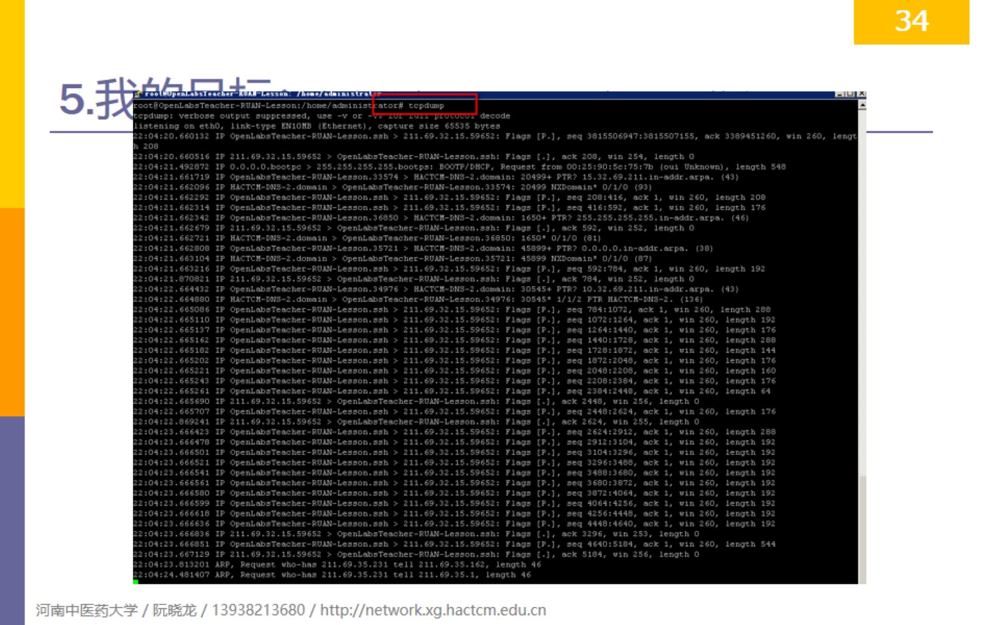 34
5.我的目标
root@OpenLabsTeacher-RUAN-Lesson: /home/administrator
root@OpenLabsTeacher-RUAN-Lesson:/home/administrator# tcpdump
tcpdump: verbose output suppressed, use -v or -vv for full protocol decode
listening on eth0, link-type EN10MB (Ethernet), capture size 65535 bytes
22:04:20.660132 IP OpenLabsTeacher-RUAN-Lesson.ssh > 211.69.32.15.59652: Flags [P.], seq 3815506947:3815507155, ack 3389451260, win 260, lengt
h 208
22:04:20.660516 IP 211.69.32.15.59652 > OpenLabsTeacher-RUAN-Lesson.ssh: Flags [.], ack 208, win 254, length 0
22:04:21.492872 IP 0.0.0.0.bootpc > 255.255.255.255.bootps: BOOTP/DHCP, Request from 00:25:90:5c:75:7b (oui Unknown), length 548
22:04:21.661719 IP OpenLabsTeacher-RUAN-Lesson.33574 > HACTCM-DNS-2.domain: 20499+ PTR? 15.32.69.211.in-addr.arpa. (43)
22:04:21.662096 IP HACTCM-DNS-2.domain > OpenLabsTeacher-RUAN-Lesson.33574: 20499 NXDomain* 0/1/0 (93)
22:04:21.662292 IP OpenLabsTeacher-RUAN-Lesson.ssh > 211.69.32.15.59652: Flags [P.], seq 208:416, ack 1, win 260, length 208
22:04:21.662314 IP OpenLabsTeacher-RUAN-Lesson.ssh > 211.69.32.15.59652: Flags [P.], seq 416:592, ack 1, win 260, length 176
22:04:21.662342 IP OpenLabsTeacher-RUAN-Lesson.36850 > HACTCM-DNS-2.domain: 1650+ PTR? 255.255.255.255.in-addr.arpa. (46)
22:04:21.662679 IP 211.69.32.15.59652 > OpenLabsTeacher-RUAN-Lesson.ssh: Flags [.], ack 592, win 252, length 0
22:04:21.662721 IP HACTCM-DNS-2.domain > OpenLabsTeacher-RUAN-Lesson.36850: 1650* 0/1/0 (81)
22:04:21.662808 IP OpenLabsTeacher-RUAN-Lesson.35721 > HACTCM-DNS-2.domain: 45899+ PTR? 0.0.0.0.in-addr.arpa. (38)
22:04:21.663104 IP HACTCM-DNS-2.domain > OpenLabsTeacher-RUAN-Lesson.35721: 45899 NXDomain* 0/1/0 (87)
22:04:21.663216 IP OpenLabsTeacher-RUAN-Lesson.ssh > 211.69.32.15.59652: Flags [P.], seq 592:784, ack 1, win 260, length 192
22:04:21.870821 IP 211.69.32.15.59652 > OpenLabsTeacher-RUAN-Lesson.ssh: Flags [.], ack 784, win 252, length 0
22:04:22.664432 IP OpenLabsTeacher-RUAN-Lesson.34976 > HACTCM-DNS-2.domain: 30545+ PTR? 10.32.69.211.in-addr.arpa. (43)
22:04:22.664880 IP HACTCM-DNS-2.domain > OpenLabsTeacher-RUAN-Lesson.34976: 30545* 1/1/2 PTR HACTCM-DNS-2. (136)
22:04:22.665086 IP OpenLabsTeacher-RUAN-Lesson.ssh > 211.69.32.15.59652: Flags [P.], seq 784:1072, ack 1, win 260, length 288
22:04:22.665110 IP OpenLabsTeacher-RUAN-Lesson.ssh > 211.69.32.15.59652: Flags [P.], seq 1072:1264, ack 1, win 260, length 192
22:04:22.665137 IP OpenLabsTeacher-RUAN-Lesson.ssh > 211.69.32.15.59652: Flags [P.], seq 1264:1440, ack 1, win 260, length 176
22:04:22.665162 IP OpenLabsTeacher-RUAN-Lesson.ssh > 211.69.32.15.59652: Flags [P.], seq 1440:1728, ack 1, win 260, length 288
22:04:22.665182 IP OpenLabsTeacher-RUAN-Lesson.ssh > 211.69.32.15.59652: Flags [P.], seq 1728:1872, ack 1, win 260, length 144
22:04:22.665202 IP OpenLabsTeacher-RUAN-Lesson.ssh > 211.69.32.15.59652: Flags [P.], seq 1872:2048, ack 1, win 260, length 176
22:04:22.665221 IP OpenLabsTeacher-RUAN-Lesson.ssh > 211.69.32.15.59652: Flags [P.], seq 2048:2208, ack 1, win 260, length 160
22:04:22.665243 IP OpenLabsTeacher-RUAN-Lesson.ssh > 211.69.32.15.59652: Flags [P.], seq 2208:2384, ack 1, win 260, length 176
22:04:22.665261 IP OpenLabsTeacher-RUAN-Lesson.ssh > 211.69.32.15.59652: Flags [P.], seq 2384:2448, ack 1, win 260, length 64
22:04:22.665690 IP 211.69.32.15.59652 > OpenLabsTeacher-RUAN-Lesson.ssh: Flags [.], ack 2448, win 256, length 0
22:04:22.665707 IP OpenLabsTeacher-RUAN-Lesson.ssh > 211.69.32.15.59652: Flags [P.], seq 2448:2624, ack 1, win 260, length 176
22:04:22.869241 IP 211.69.32.15.59652 > OpenLabsTeacher-RUAN-Lesson.ssh: Flags [.], ack 2624, win 255, length 0
22:04:23.666423 IP OpenLabsTeacher-RUAN-Lesson.ssh > 211.69.32.15.59652: Flags [P.], seq 2624:2912, ack 1, win 260, length 288
22:04:23.666478 IP OpenLabsTeacher-RUAN-Lesson.ssh > 211.69.32.15.59652: Flags [P.], seq 2912:3104, ack 1, win 260, length 192
22:04:23.666501 IP OpenLabsTeacher-RUAN-Lesson.ssh > 211.69.32.15.59652: Flags [P.], seq 3104:3296, ack 1, win 260, length 192
22:04:23.666521 IP OpenLabsTeacher-RUAN-Lesson.ssh > 211.69.32.15.59652: Flags [P.], seq 3296:3488, ack 1, win 260, length 192
22:04:23.666541 IP OpenLabsTeacher-RUAN-Lesson.ssh > 211.69.32.15.59652: Flags [P.], seq 3488:3680, ack 1, win 260, length 192
22:04:23.666561 IP OpenLabsTeacher-RUAN-Lesson.ssh > 211.69.32.15.59652: Flags [P.], seq 3680:3872, ack 1, win 260, length 192
22:04:23.666580 IP OpenLabsTeacher-RUAN-Lesson.ssh > 211.69.32.15.59652: Flags [P.], seq 3872:4064, ack 1, win 260, length 192
22:04:23.666599 IP OpenLabsTeacher-RUAN-Lesson.ssh > 211.69.32.15.59652: Flags [P.], seq 4064:4256, ack 1, win 260, length 192
22:04:23.666618 IP OpenLabsTeacher-RUAN-Lesson.ssh > 211.69.32.15.59652: Flags [P.], seq 4256:4448, ack 1, win 260, length 192
22:04:23.666636 IP OpenLabsTeacher-RUAN-Lesson.ssh > 211.69.32.15.59652: Flags [P.], seq 4448:4640, ack 1, win 260, length 192
22:04:23.666836 IP 211.69.32.15.59652 > OpenLabsTeacher-RUAN-Lesson.ssh: Flags [.], ack 3296, win 253, length 0
22:04:23.666851 IP OpenLabsTeacher-RUAN-Lesson.ssh > 211.69.32.15.59652: Flags [P.], seq 4640:5184, ack 1, win 260, length 544
22:04:23.667129 IP 211.69.32.15.59652 > OpenLabsTeacher-RUAN-Lesson.ssh: Flags [.], ack 5184, win 256, length 0
22:04:23.813201 ARP, Request who-has 211.69.35.231 tell 211.69.35.162, length 46
22:04:24.481407 ARP, Request who-has 211.69.35.231 tell 211.69.35.1, length 46
河南中医药大学 / 阮晓龙 / 13938213680 / http://network.xg.hactcm.edu.cn